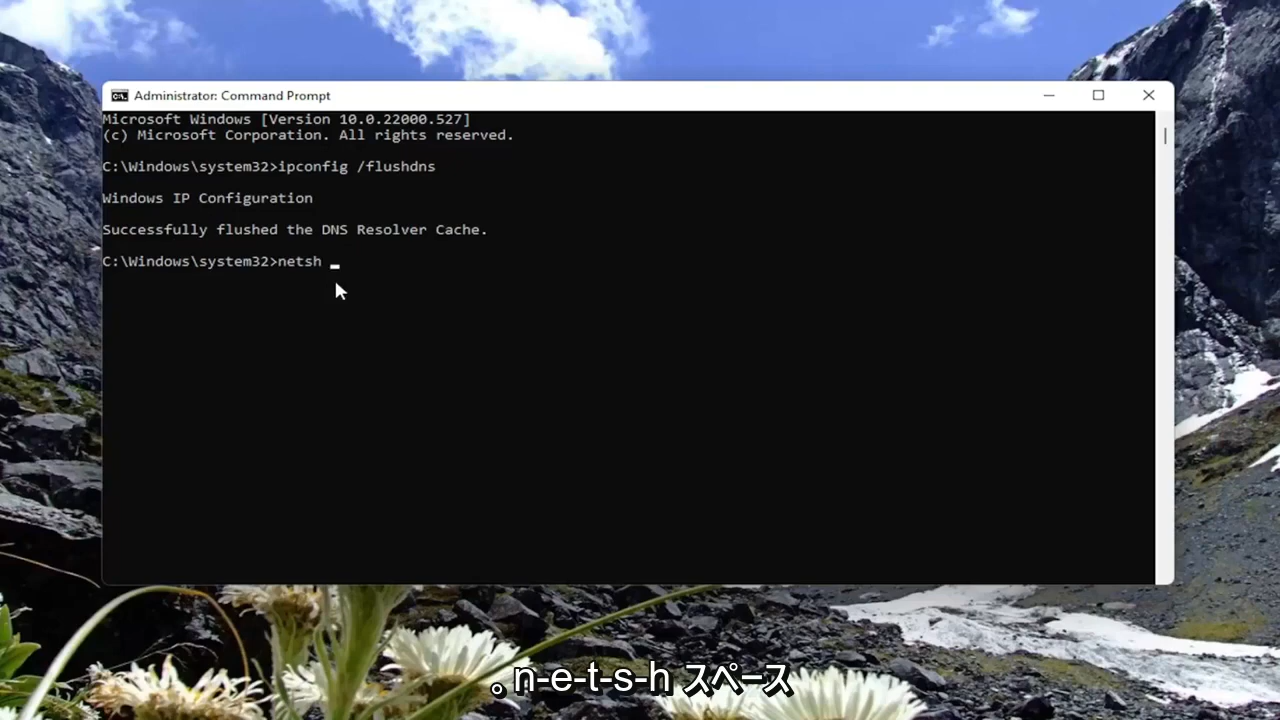 Administrator: Command Prompt
Microsoft Windows [Version 10.0.22000.527]
(c) Microsoft Corporation. All rights reserved.
C:\Windows\system32>ipconfig /flushdns
Windows IP Configuration
Successfully flushed the DNS Resolver Cache.
C:\Windows\system32>netsh _
。n-e-t-s-h スペース